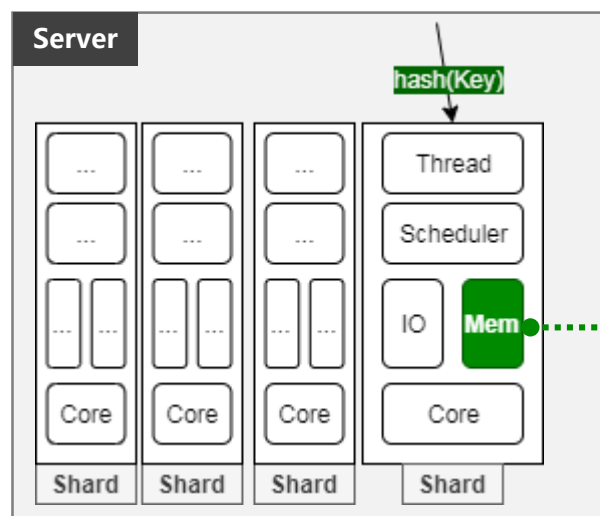 Server
hash(Key)
... ... ... Thread
... ... ... Scheduler
... ... ... ... ... ... IO Mem
Core Core Core Core
Shard Shard Shard Shard